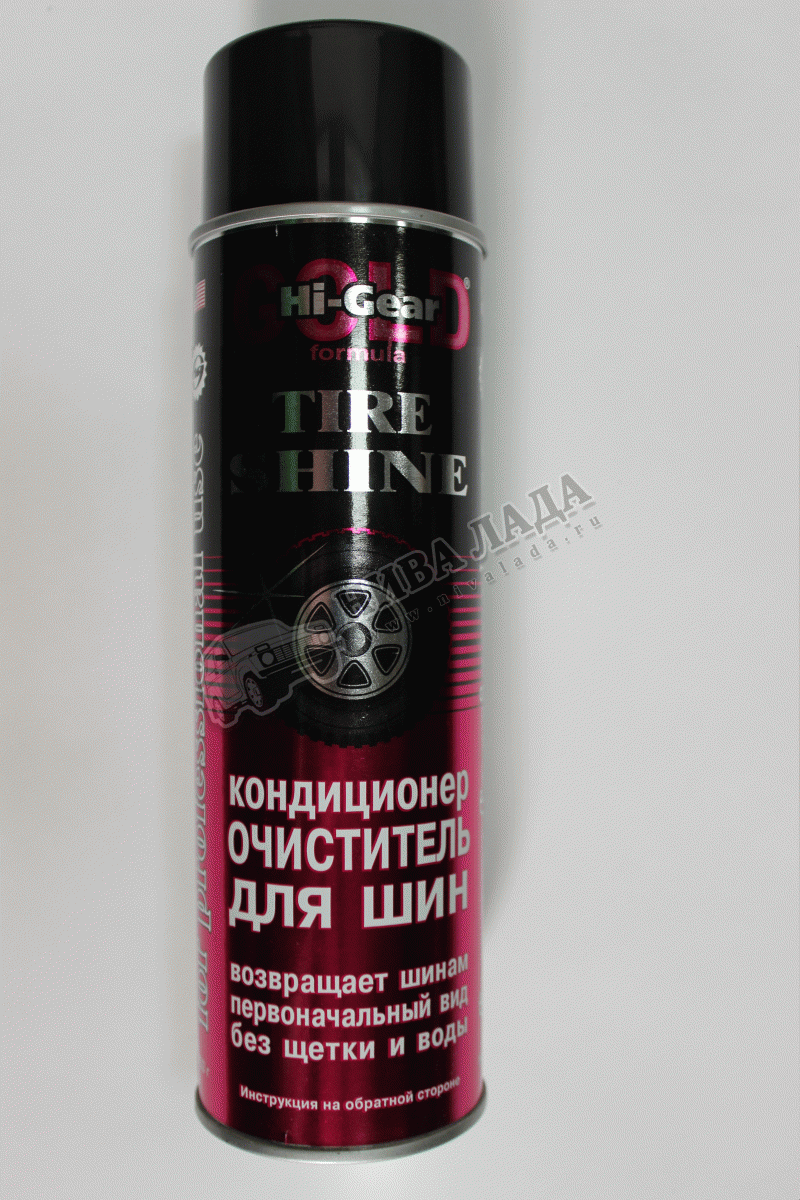 GOLD®
Hi-Gear
formula
TIRE
SHINE
НИВА ЛАДА
www.nivalada.ru
for professional use
кондиционер
ОЧИСТИТЕЛЬ
для шин
возвращает шинам
первоначальный вид
без щетки и воды
Инструкция на обратной стороне